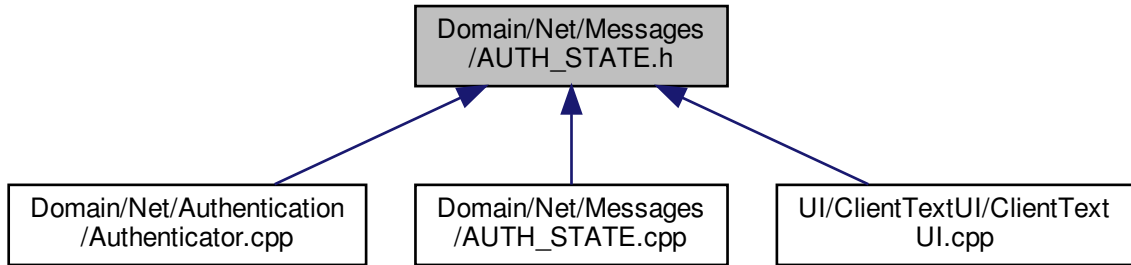 Domain/Net/Messages
/AUTH_STATE.h
Domain/Net/Authentication
/Authenticator.cpp
Domain/Net/Messages
/AUTH_STATE.cpp
UI/ClientTextUI/ClientText
UI.cpp